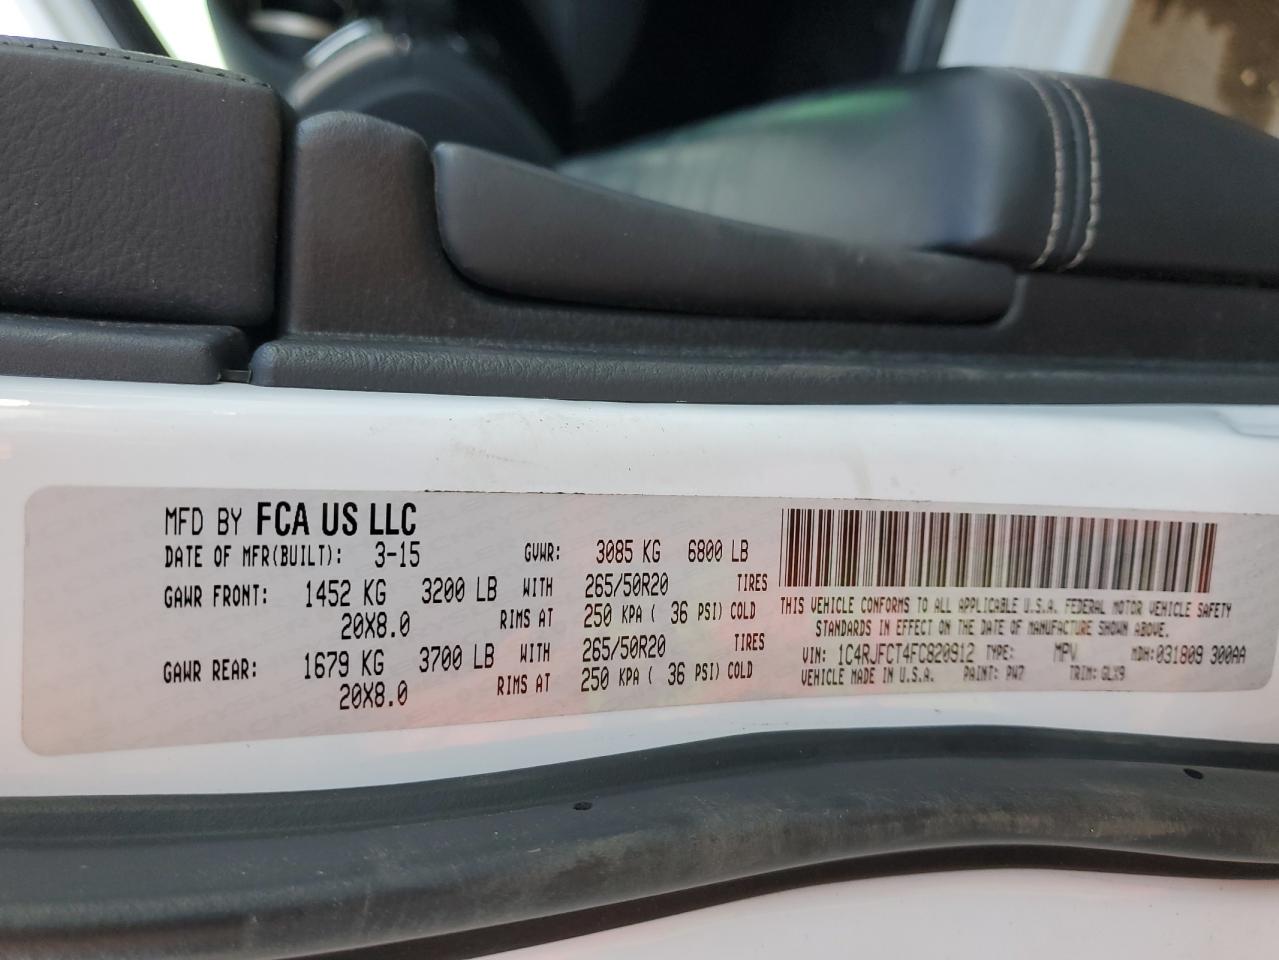 MFD BY FCA US LLC
DATE OF MFR(BUILT): 3-15 GVWR: 3085 KG 6800 LB
GAWR FRONT: 1452 KG 3200 LB WITH 265/50R20 TIRES
20X8.0 RIMS AT 250 KPA ( 36 PSI) COLD
GAWR REAR: 1679 KG 3700 LB WITH 265/50R20 TIRES
20X8.0 RIMS AT 250 KPA ( 36 PSI) COLD
THIS VEHICLE CONFORMS TO ALL APPLICABLE U.S.A. FEDERAL MOTOR VEHICLE SAFETY
STANDARDS IN EFFECT ON THE DATE OF MANUFACTURE SHOWN ABOVE.
VIN: 1C4RJFCT4FC820912 TYPE: MPV MDH:031809 300AA
VEHICLE MADE IN U.S.A. PAINT: PW7 TRIM: GLX9